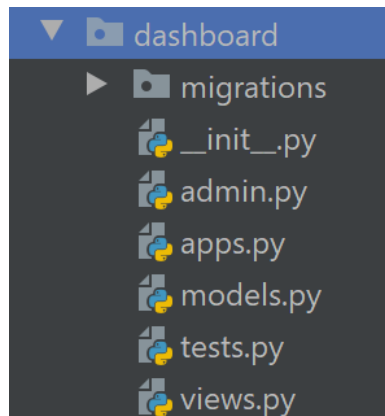 dashboard
migrations
__init__.py
admin.py
apps.py
models.py
tests.py
views.py